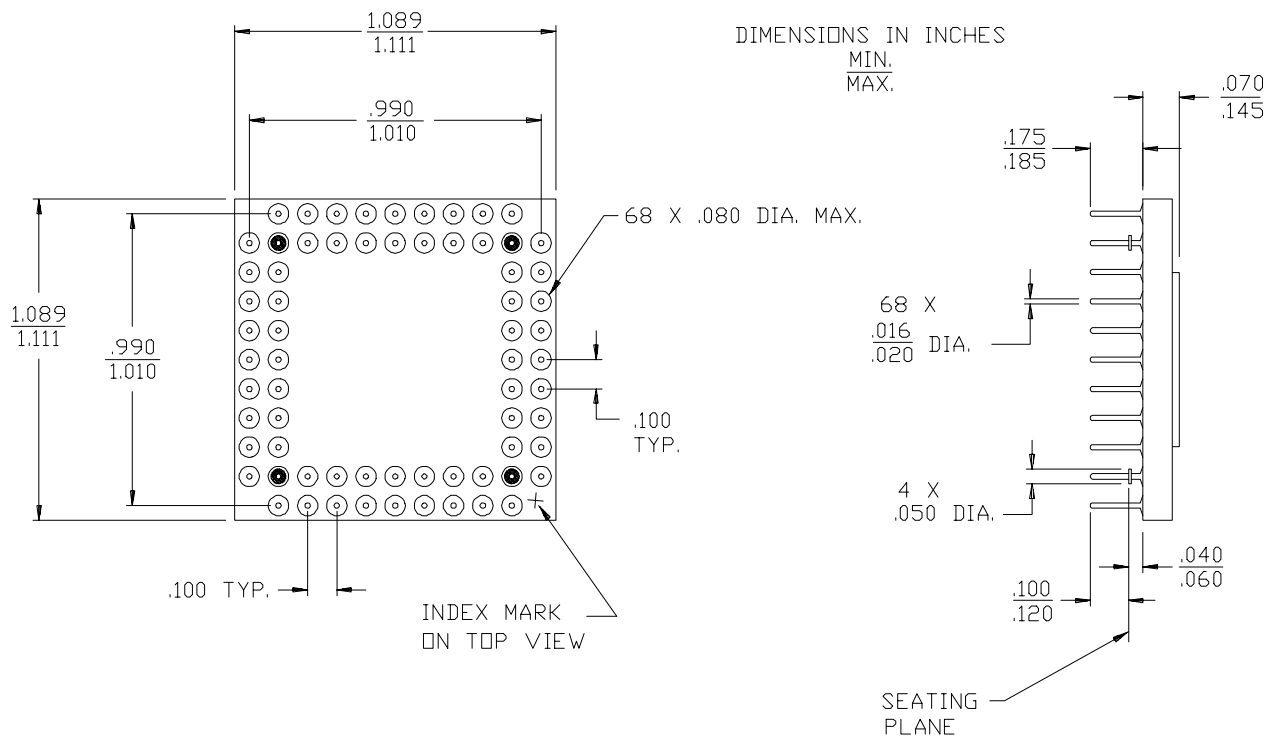 1.089
1.111
DIMENSIONS IN INCHES
MIN.
MAX.
.990
1.010
.070
.145
.175
.185
68 X .080 DIA. MAX.
1.089
1.111
.990
1.010
68 X
.016
.020 DIA.
.100
TYP.
4 X
.050 DIA.
.100 TYP.
.040
.060
.100
.120
INDEX MARK
ON TOP VIEW
SEATING
PLANE